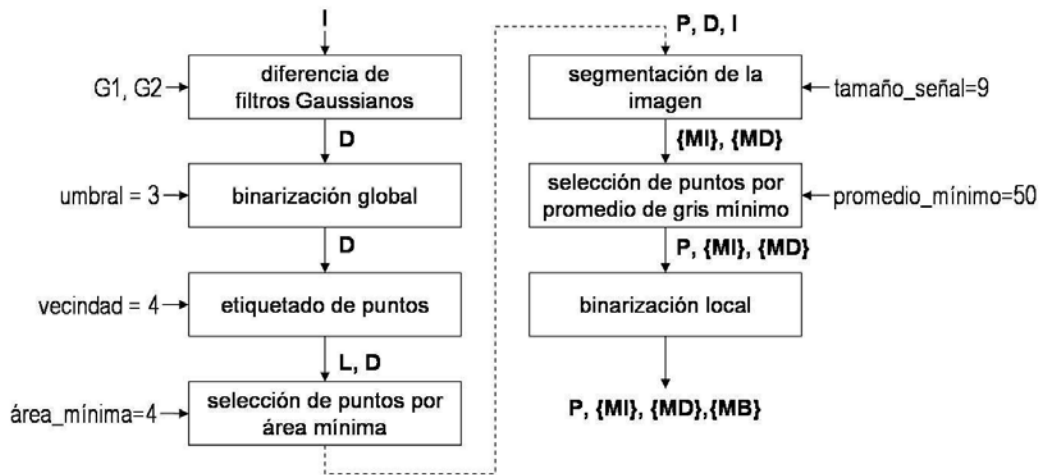 I
G1, G2
diferencia de
filtros Gaussianos
D
umbral = 3
binarización global
D
vecindad = 4
etiquetado de puntos
L, D
área_mínima=4
selección de puntos por
área mínima
P, D, I
segmentación de la
imagen
tamaño_señal=9
{MI}, {MD}
selección de puntos por
promedio de gris mínimo
promedio_mínimo=50
P, {MI}, {MD}
binarización local
P, {MI}, {MD},{MB}